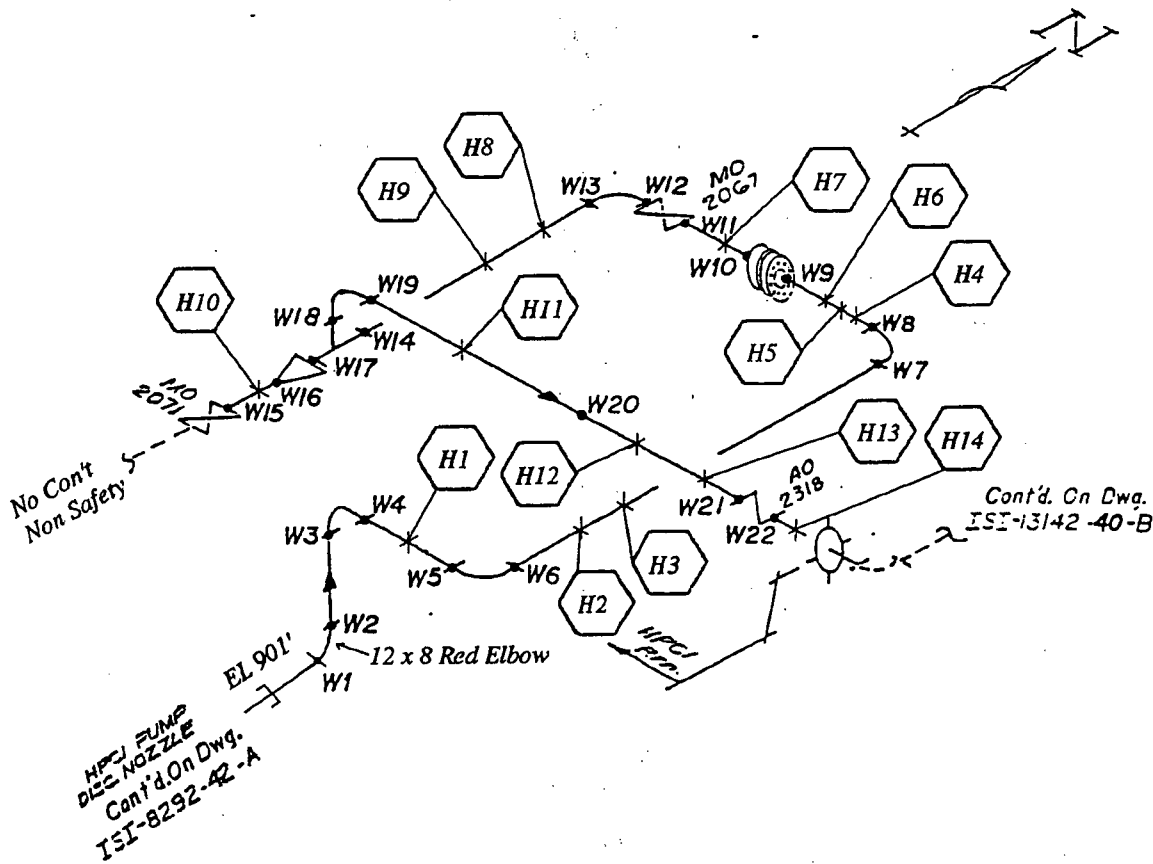 N
H8
W13
W12
MO
2067
H7
H9
W11
H6
W10
W9
H4
H10
W19
W18
H11
W14
W8
H5
W17
W7
MO
2071
W16
W15
W20
H13
H14
H1
H12
AO
2318
No Con't
Non Safety
W4
W21
Cont'd. On Dwg.
ISI-13142-40-B
W3
W22
W5
W6
H3
H2
W2
HPCI
P.m.
12 x 8 Red Elbow
EL 901'
W1
HPCI PUMP
DISC NOZZLE
Cont'd.On Dwg.
ISI-8292-42-A